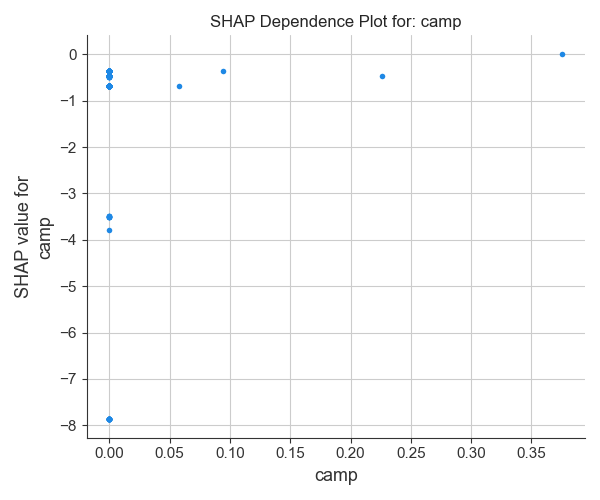 SHAP Dependence Plot for: camp
0
−1
−2
−3
−4
−5
−6
−7
−8
SHAP value for
camp
0.00 0.05 0.10 0.15 0.20 0.25 0.30 0.35
camp